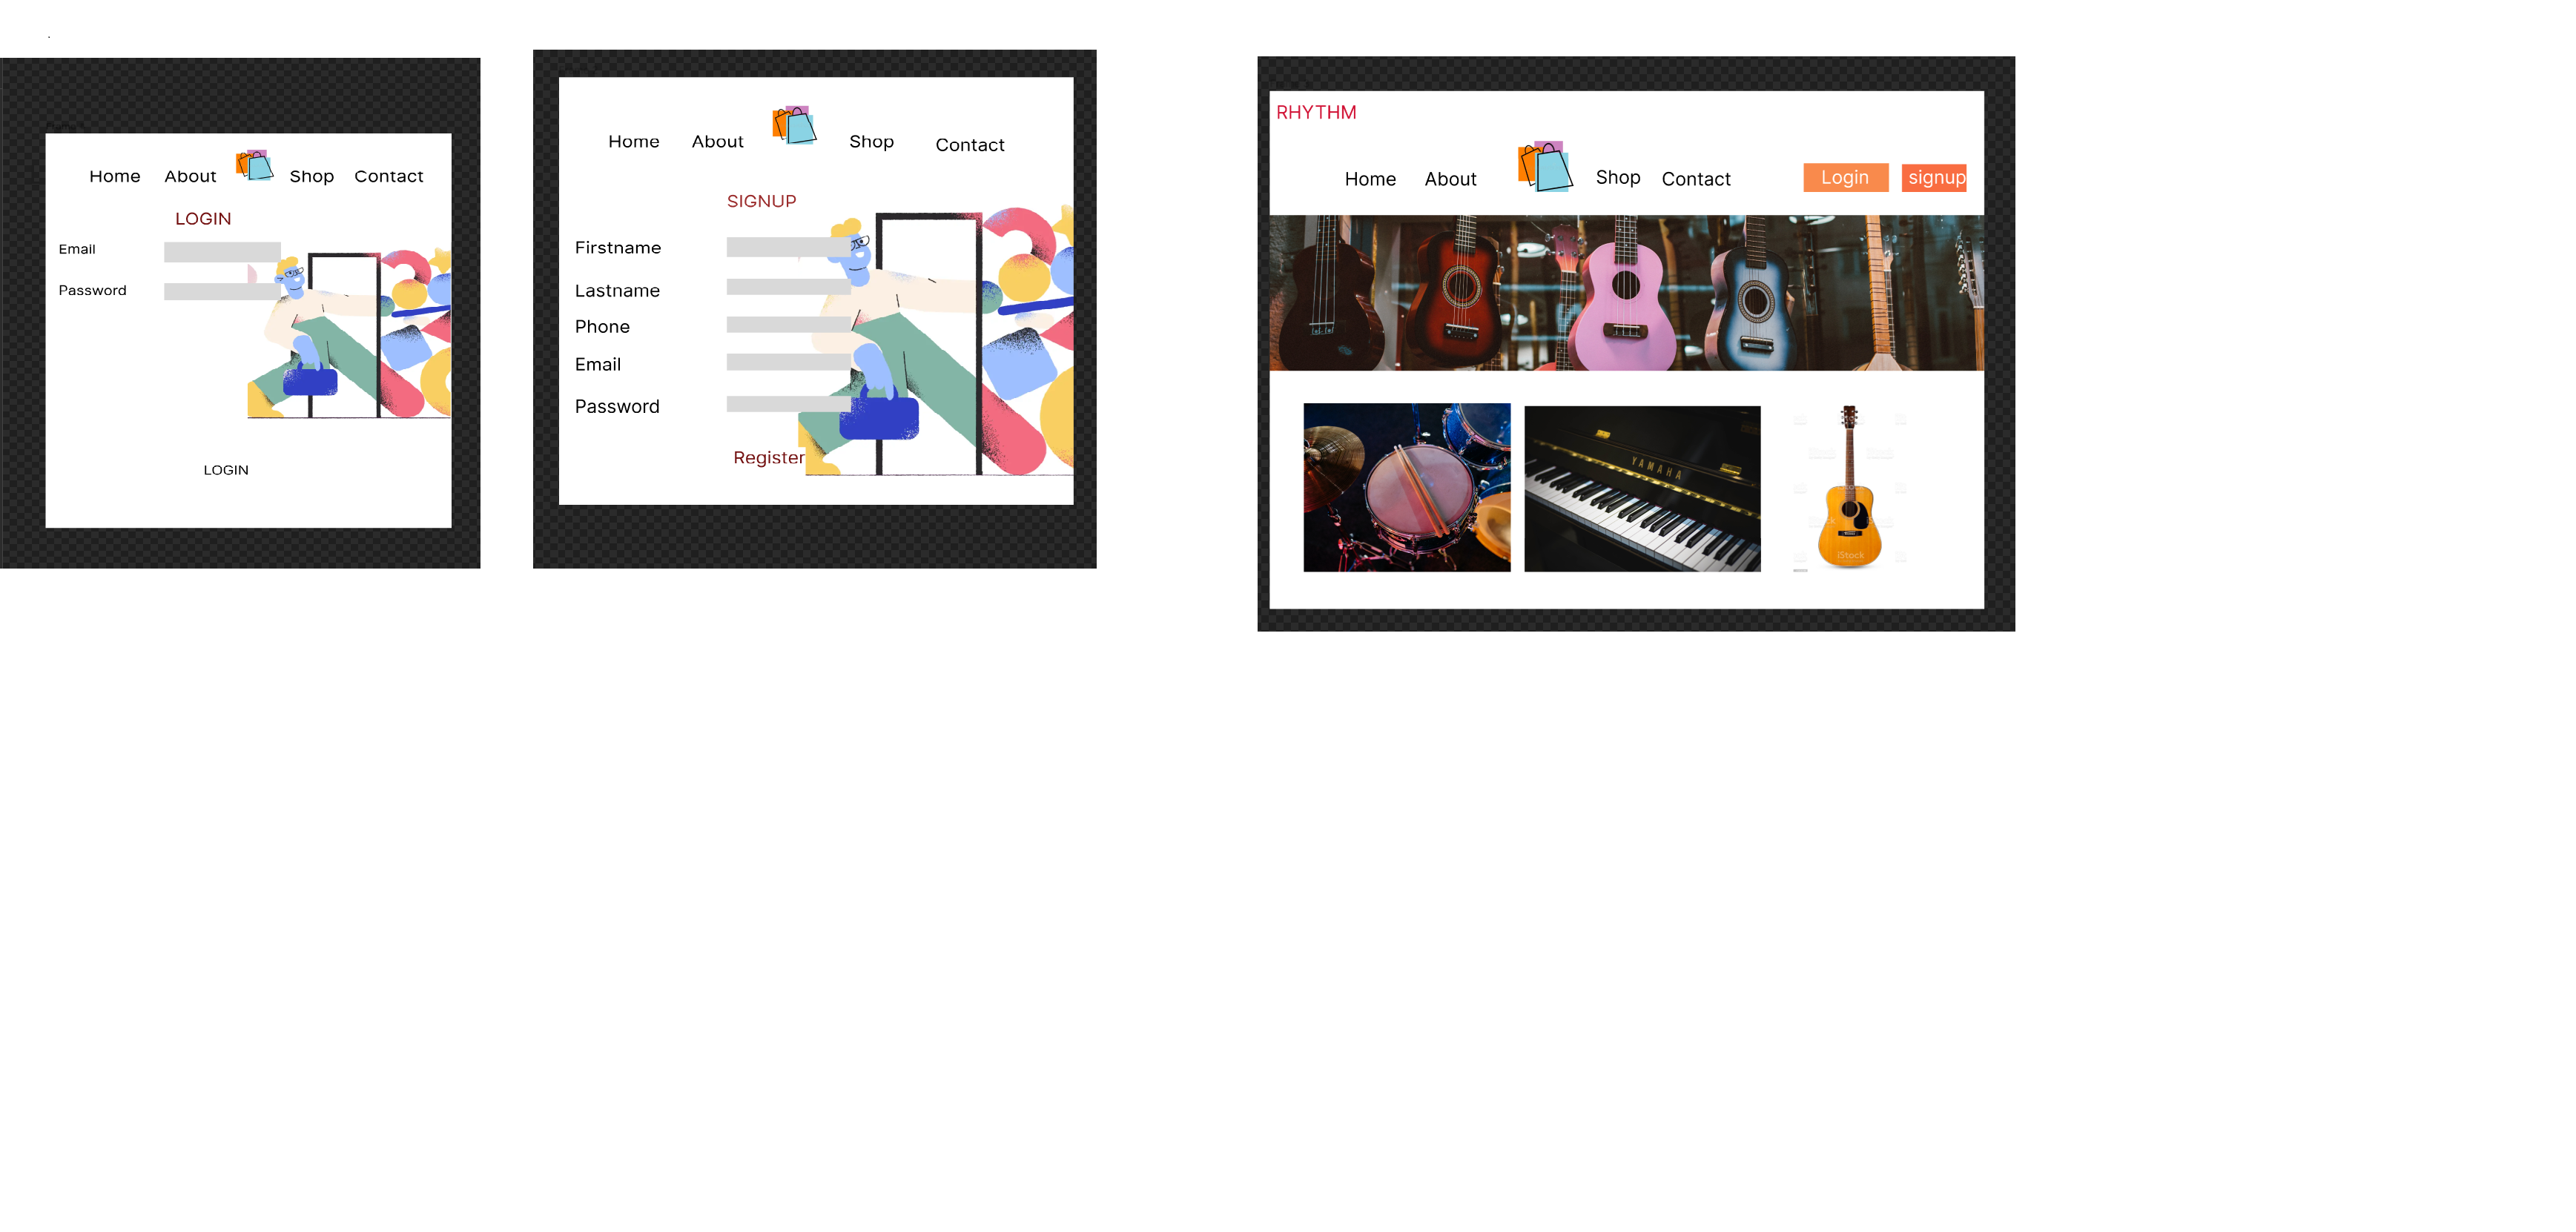 Home About Shop Contact
LOGIN
Email
Password
LOGIN
Home About Shop Contact
SIGNUP
Firstname
Lastname
Phone
Email
Password
Register
RHYTHM
Home About Shop Contact Login signup
YAMAHA
iStock